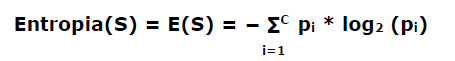 Entropia(S) = E(S) = – Σᶜ pᵢ * log₂ (pᵢ)
i=1